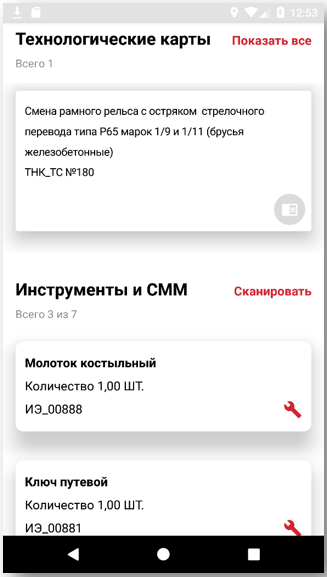 12:53
Технологические карты
Показать все
Всего 1
Смена рамного рельса с остряком стрелочного
перевода типа Р65 марок 1/9 и 1/11 (брусья
железобетонные)
ТНК_ТС №180
Инструменты и СММ
Сканировать
Всего 3 из 7
Молоток костыльный
Количество 1,00 ШТ.
ИЭ_00888
Ключ путевой
Количество 1,00 ШТ.
ИЭ_00881